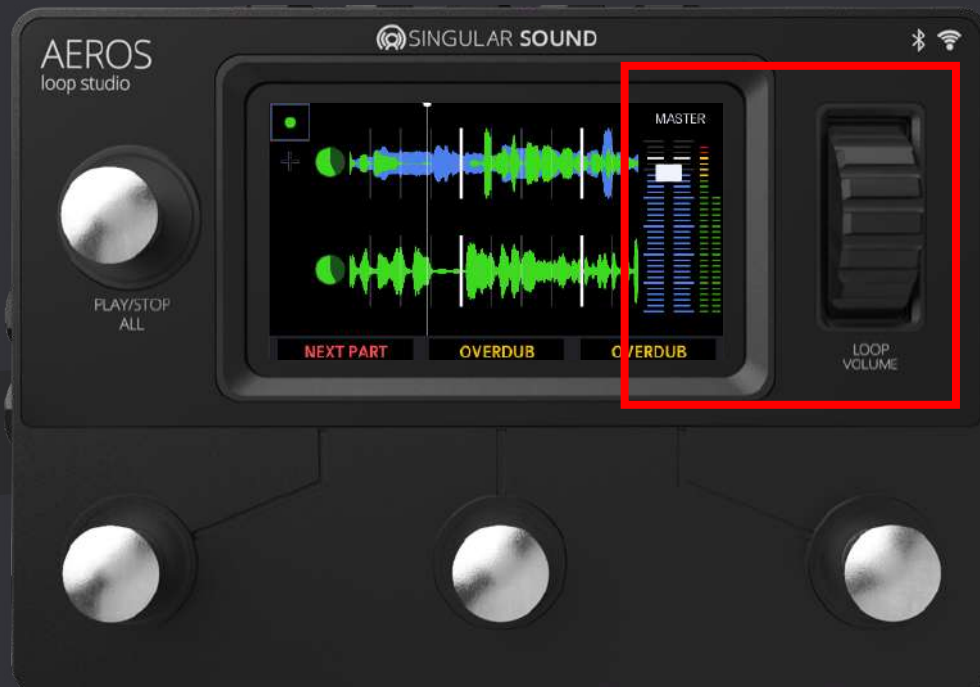 AEROS
loop studio
SINGULAR SOUND
MASTER
NEXT PART
OVERDUB
OVERDUB
PLAY/STOP
ALL
LOOP
VOLUME